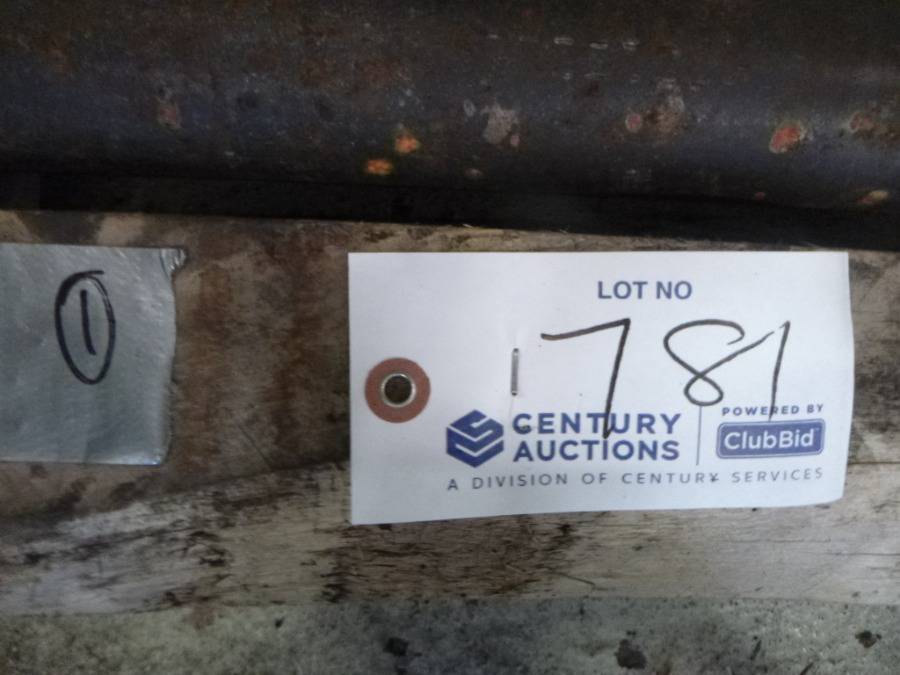 1
LOT NO
781
CENTURY AUCTIONS
POWERED BY
ClubBid
A DIVISION OF CENTURY SERVICES